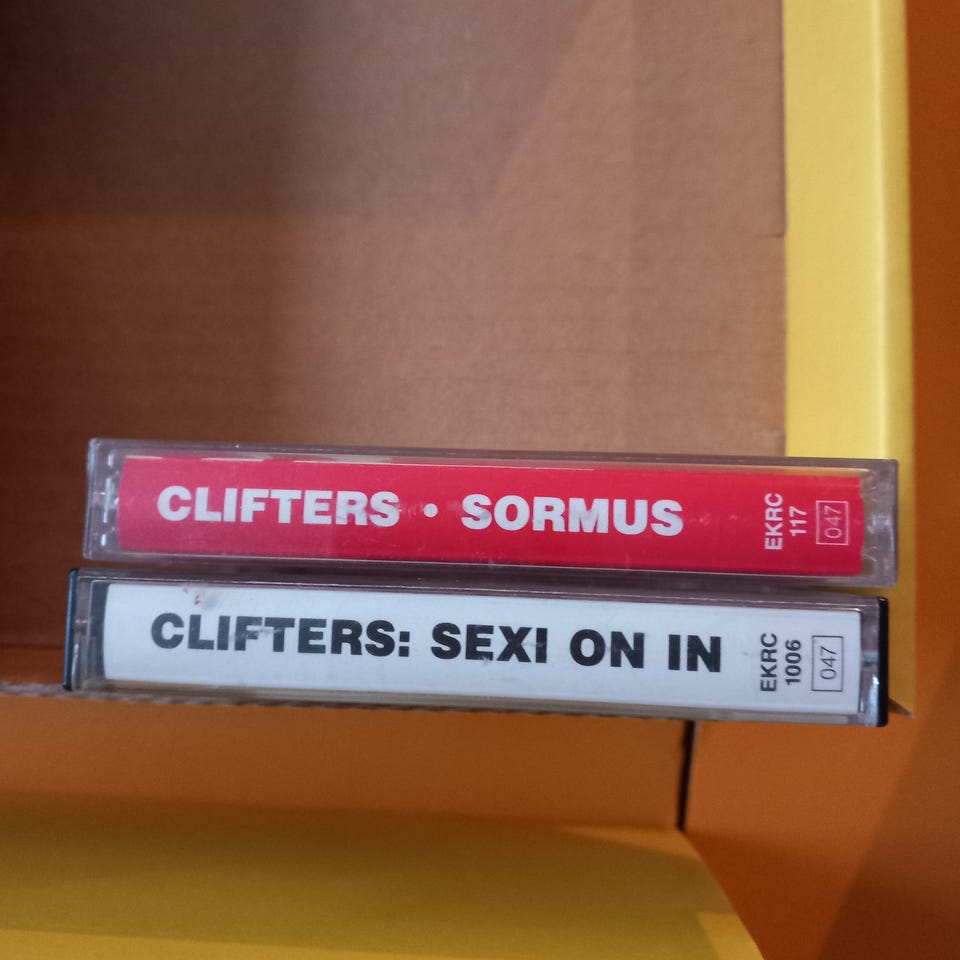 CLIFTERS • SORMUS
EKRC
117
047
CLIFTERS: SEXI ON IN
EKRC
1006
047